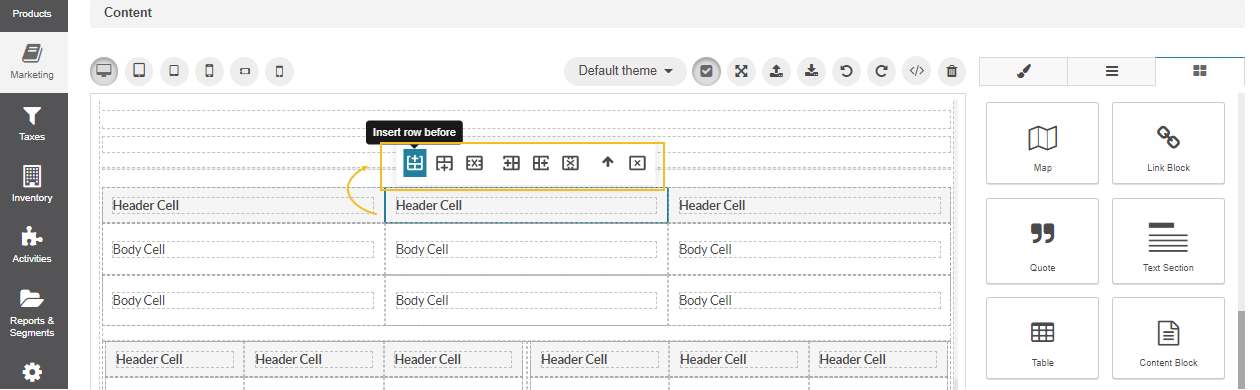 Products
Content
Marketing
Default theme
</>
Taxes
Insert row before
Map
Link Block
Inventory
Header Cell
Header Cell
Header Cell
Body Cell
Body Cell
Body Cell
Activities
Quote
Text Section
Body Cell
Body Cell
Body Cell
Reports &
Segments
Header Cell
Header Cell
Header Cell
Header Cell
Header Cell
Header Cell
Table
Content Block